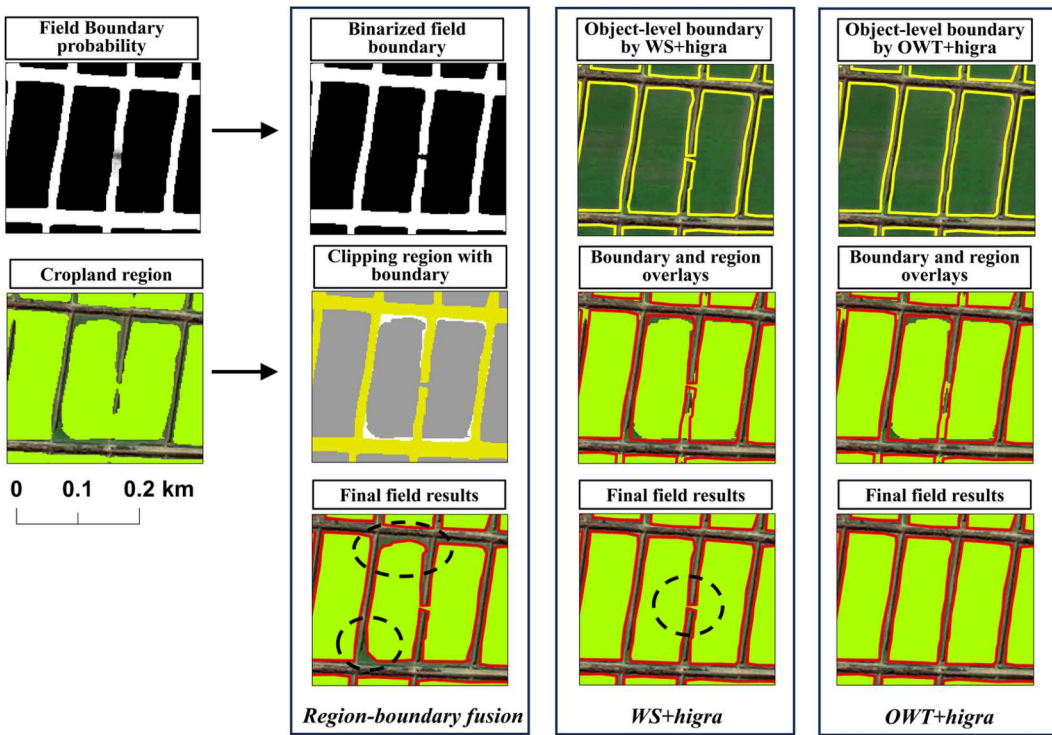 Field Boundary
probability
Binarized field
boundary
Object-level boundary
by WS+higra
Object-level boundary
by OWT+higra
Cropland region
Clipping region with
boundary
Boundary and region
overlays
Boundary and region
overlays
0 0.1 0.2 km
Final field results
Final field results
Final field results
Region-boundary fusion
WS+higra
OWT+higra